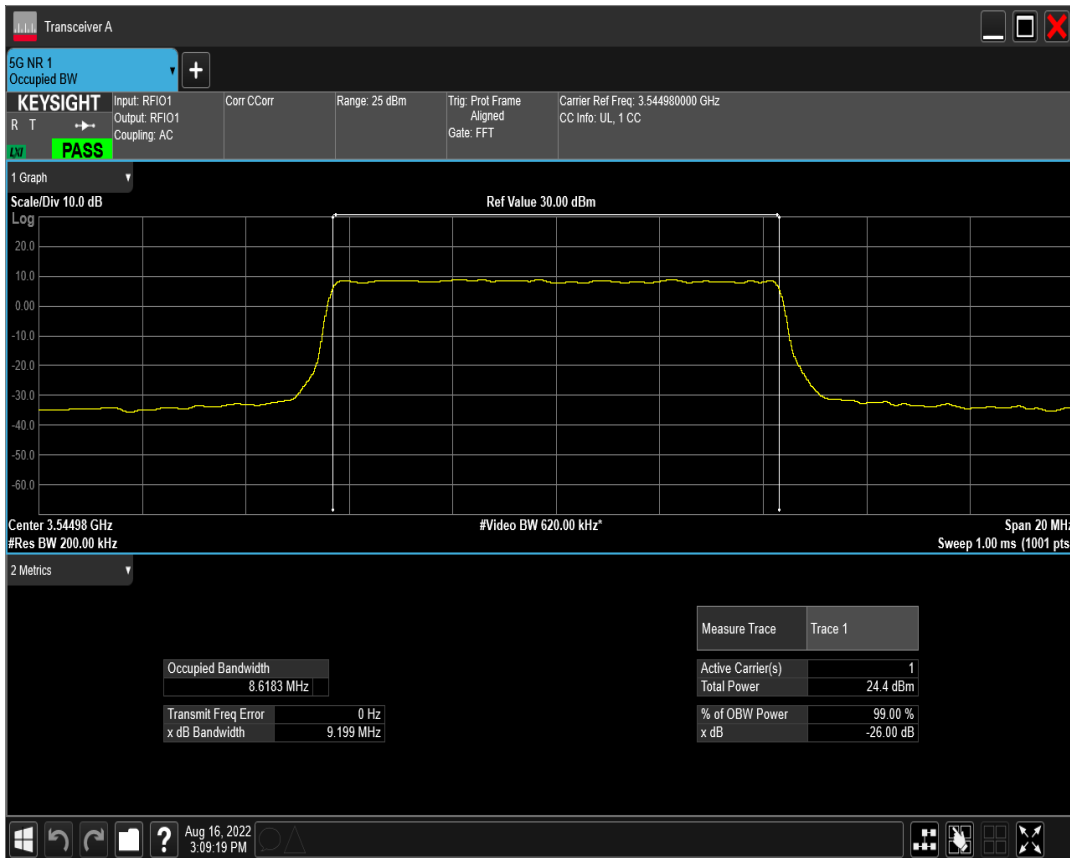 Transceiver A
5G NR 1
Occupied BW
KEYSIGHT
R T
LXI
PASS
Input: RFIO1
Output: RFIO1
Coupling: AC
Corr CCorr
Range: 25 dBm
Trig: Prot Frame
Aligned
Gate: FFT
Carrier Ref Freq: 3.544980000 GHz
CC Info: UL, 1 CC
1 Graph
Scale/Div 10.0 dB
Ref Value 30.00 dBm
Log
20.0
10.0
0.00
-10.0
-20.0
-30.0
-40.0
-50.0
-60.0
Center 3.54498 GHz
#Video BW 620.00 kHz*
Span 20 MHz
#Res BW 200.00 kHz
Sweep 1.00 ms (1001 pts
2 Metrics
Measure Trace Trace 1
Occupied Bandwidth
8.6183 MHz
Active Carrier(s) 1
Total Power 24.4 dBm
Transmit Freq Error 0 Hz
x dB Bandwidth 9.199 MHz
% of OBW Power 99.00 %
x dB -26.00 dB
?
Aug 16, 2022
3:09:19 PM